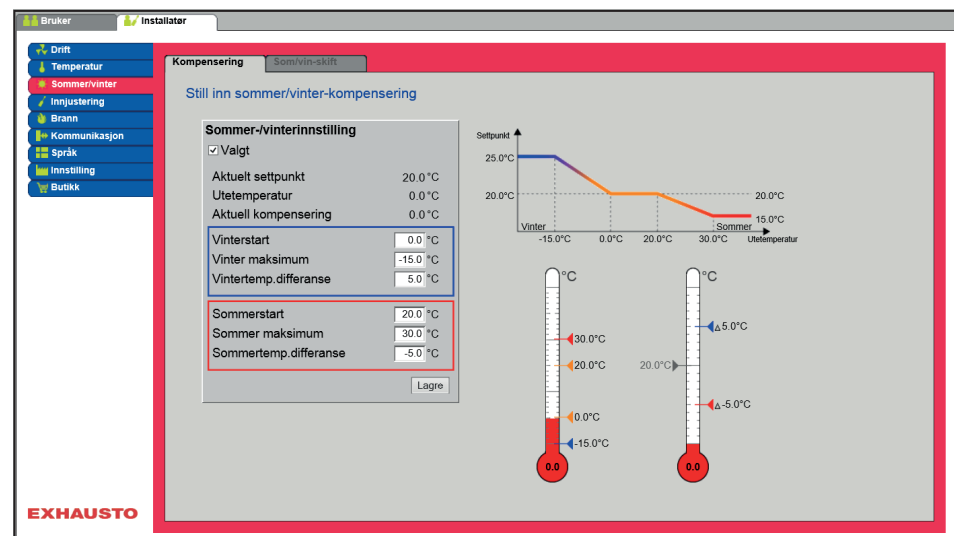 Bruker
Installatør
Drift
Temperatur
Sommer/vinter
Innjustering
Brann
Kommunikasjon
Språk
Innstilling
Butikk
EXHAUSTO
Kompensering
Som/vin-skift
Still inn sommer/vinter-kompensering
Sommer-/vinterinnstilling
Valgt
Aktuelt settpunkt 20.0 °C
Utetemperatur 0.0 °C
Aktuell kompensering 0.0 °C
Vinterstart 0.0 °C
Vinter maksimum -15.0 °C
Vintertemp.differanse 5.0 °C
Sommerstart 20.0 °C
Sommer maksimum 30.0 °C
Sommertemp.differanse -5.0 °C
Lagre
Settpunkt
25.0°C
20.0°C 20.0°C
15.0°C
Vinter Sommer
-15.0°C 0.0°C 20.0°C 30.0°C Utetemperatur
°C °C
Δ5.0°C
30.0°C
20.0°C 20.0°C
Δ-5.0°C
0.0°C
-15.0°C
0.0 0.0